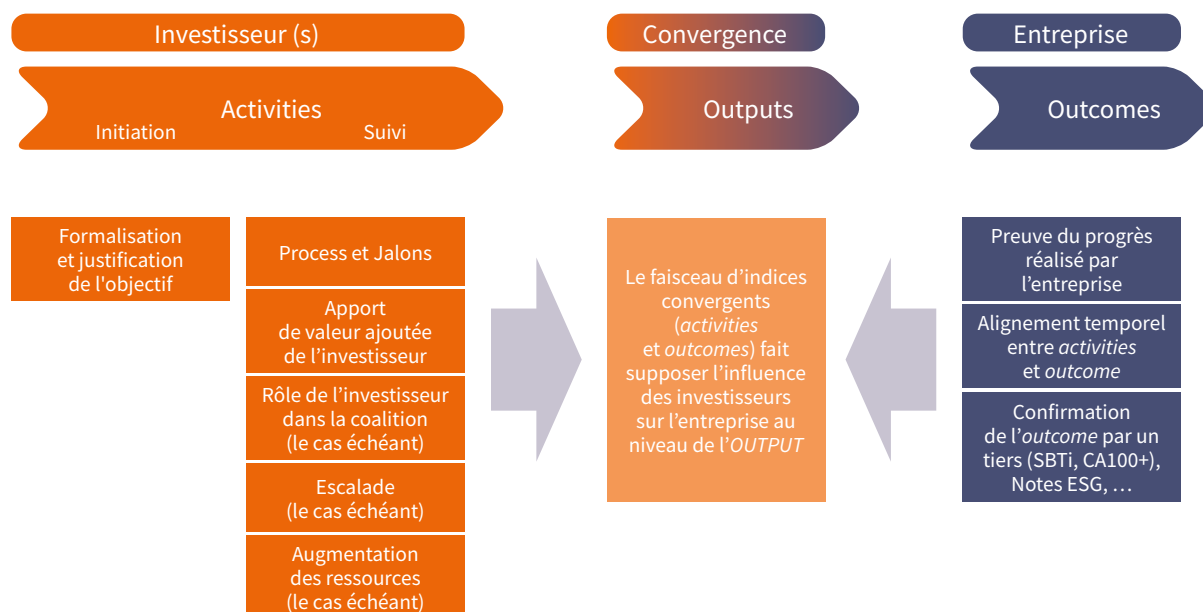 Investisseur (s)
Convergence
Entreprise
Activities
Initiation
Suivi
Outputs
Outcomes
Formalisation
et justification
de l'objectif
Process et Jalons
Apport
de valeur ajoutée
de l’investisseur
Rôle de l’investisseur
dans la coalition
(le cas échéant)
Escalade
(le cas échéant)
Augmentation
des ressources
(le cas échéant)
Le faisceau d’indices
convergents
(activities
et outcomes) fait
supposer l’influence
des investisseurs
sur l’entreprise au
niveau de l’OUTPUT
Preuve du progrès
réalisé par
l’entreprise
Alignement temporel
entre activities
et outcome
Confirmation
de l’outcome par un
tiers (SBTi, CA100+),
Notes ESG, …